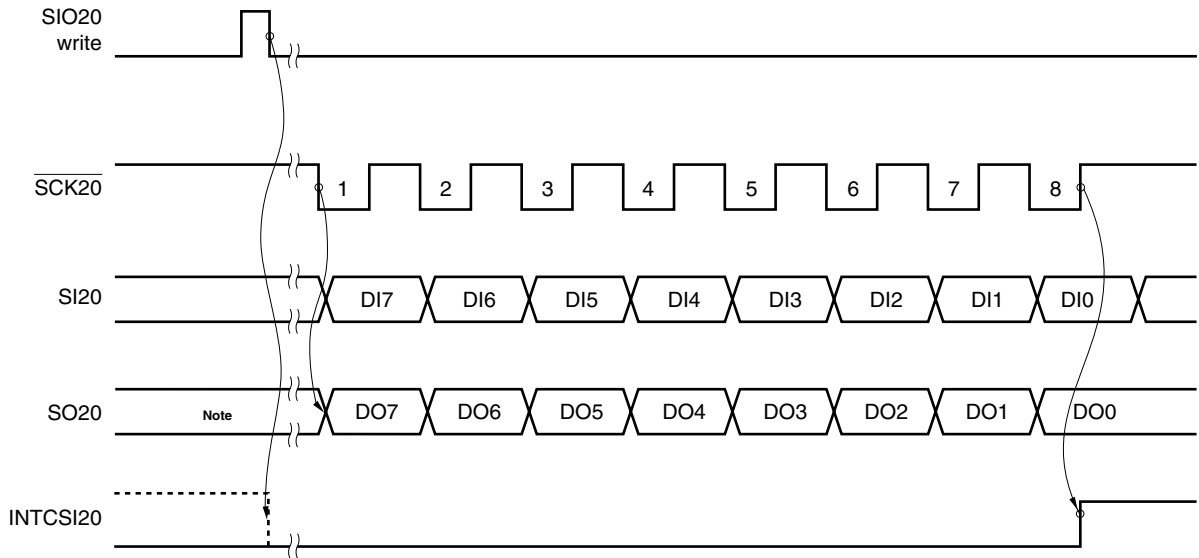 SIO20
write
SCK20
1 2 3 4 5 6 7 8
SI20
DI7 DI6 DI5 DI4 DI3 DI2 DI1 DI0
SO20
Note
DO7 DO6 DO5 DO4 DO3 DO2 DO1 DO0
INTCSI20